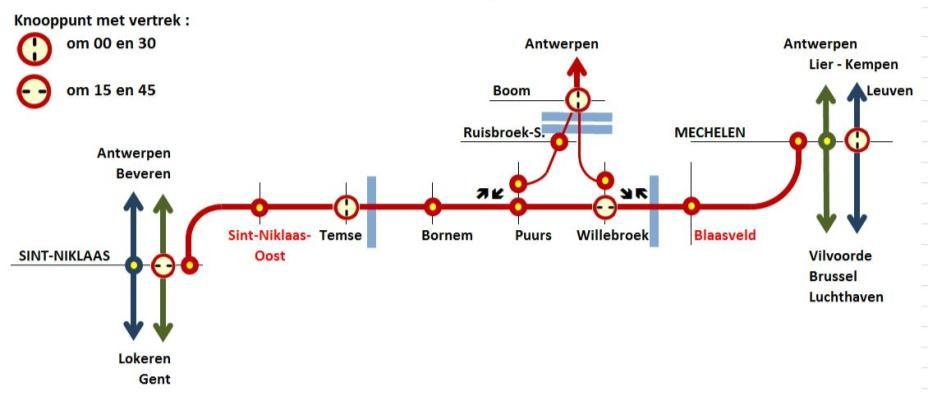 Knooppunt met vertrek :
om 00 en 30
om 15 en 45
Antwerpen
Boom
Ruisbroek-S.
MECHELEN
Antwerpen
Lier - Kempen
Leuven
Antwerpen
Beveren
SINT-NIKLAAS
Sint-Niklaas-
Oost
Temse
Bornem
Puurs
Willebroek
Blaasveld
Vilvoorde
Brussel
Luchthaven
Lokeren
Gent